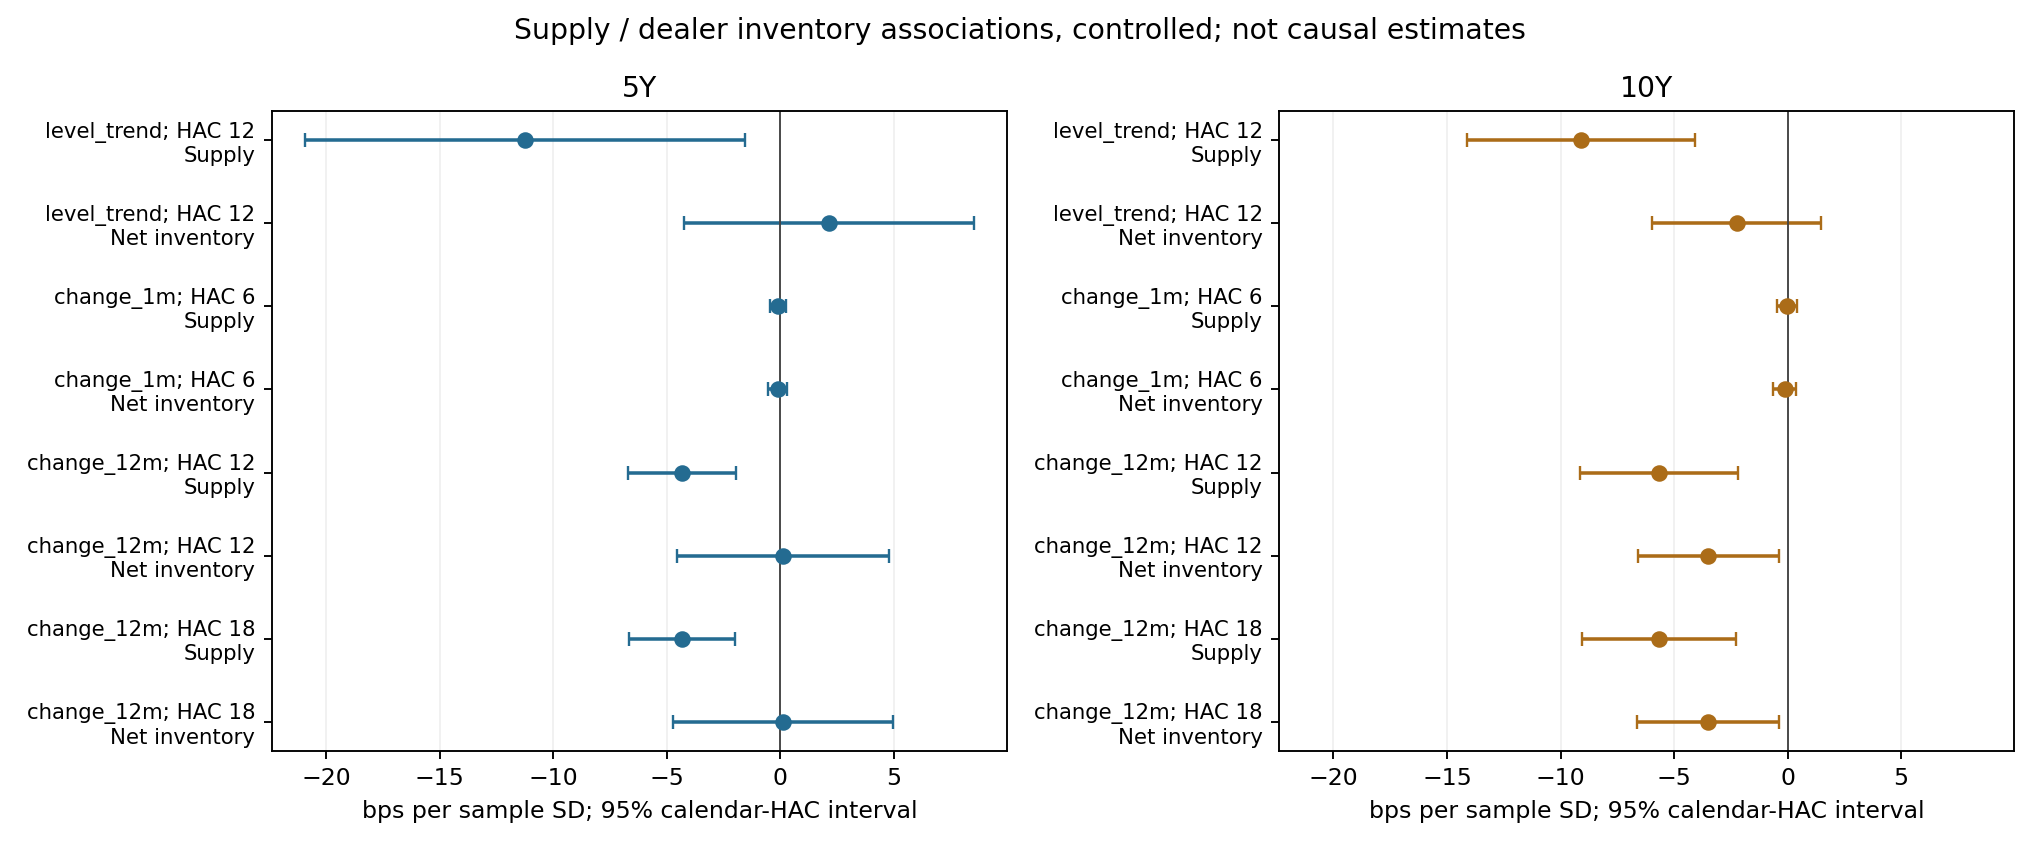 Supply / dealer inventory associations, controlled; not causal estimates
5Y
level_trend; HAC 12
Supply
level_trend; HAC 12
Net inventory
change_1m; HAC 6
Supply
change_1m; HAC 6
Net inventory
change_12m; HAC 12
Supply
change_12m; HAC 12
Net inventory
change_12m; HAC 18
Supply
change_12m; HAC 18
Net inventory
−20 −15 −10 −5 0 5
bps per sample SD; 95% calendar-HAC interval
10Y
level_trend; HAC 12
Supply
level_trend; HAC 12
Net inventory
change_1m; HAC 6
Supply
change_1m; HAC 6
Net inventory
change_12m; HAC 12
Supply
change_12m; HAC 12
Net inventory
change_12m; HAC 18
Supply
change_12m; HAC 18
Net inventory
−20 −15 −10 −5 0 5
bps per sample SD; 95% calendar-HAC interval